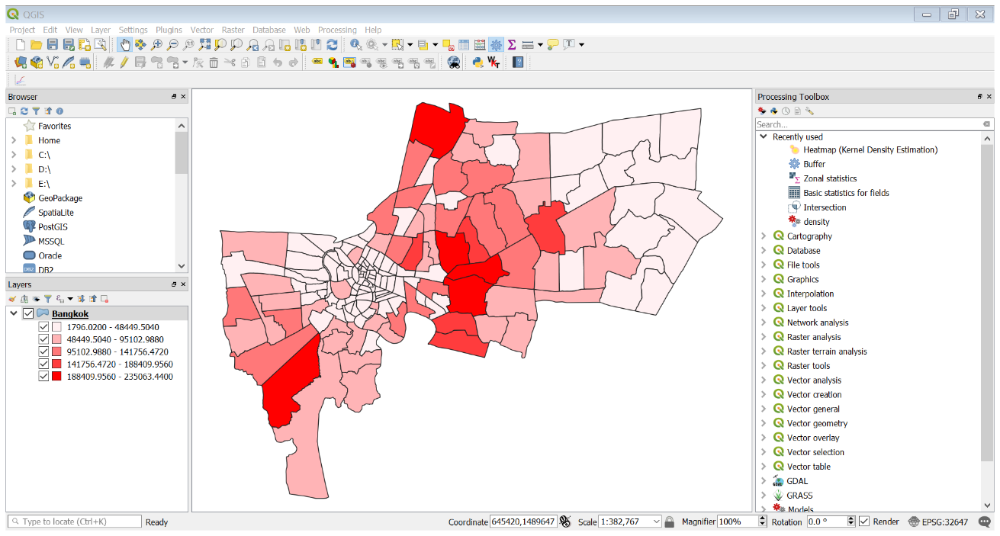 QGIS
Project Edit View Layer Settings Plugins Vector Raster Database Web Processing Help
Browser
Favorites
Home
C:\
D:\
E:\
GeoPackage
SpatiaLite
PostGIS
MSSQL
Oracle
DB2
Layers
Bangkok
1796.0200 - 48449.5040
48449.5040 - 95102.9880
95102.9880 - 141756.4720
141756.4720 - 188409.9560
188409.9560 - 235063.4400
Processing Toolbox
Search...
Recently used
Heatmap (Kernel Density Estimation)
Buffer
Zonal statistics
Basic statistics for fields
Intersection
density
Cartography
Database
File tools
Graphics
Interpolation
Layer tools
Network analysis
Raster analysis
Raster terrain analysis
Raster tools
Vector analysis
Vector creation
Vector general
Vector geometry
Vector overlay
Vector selection
Vector table
GDAL
GRASS
Models
Type to locate (Ctrl+K) Ready Coordinate 645420,1489647 Scale 1:382,767 Magnifier 100% Rotation 0.0 ° Render EPSG:32647